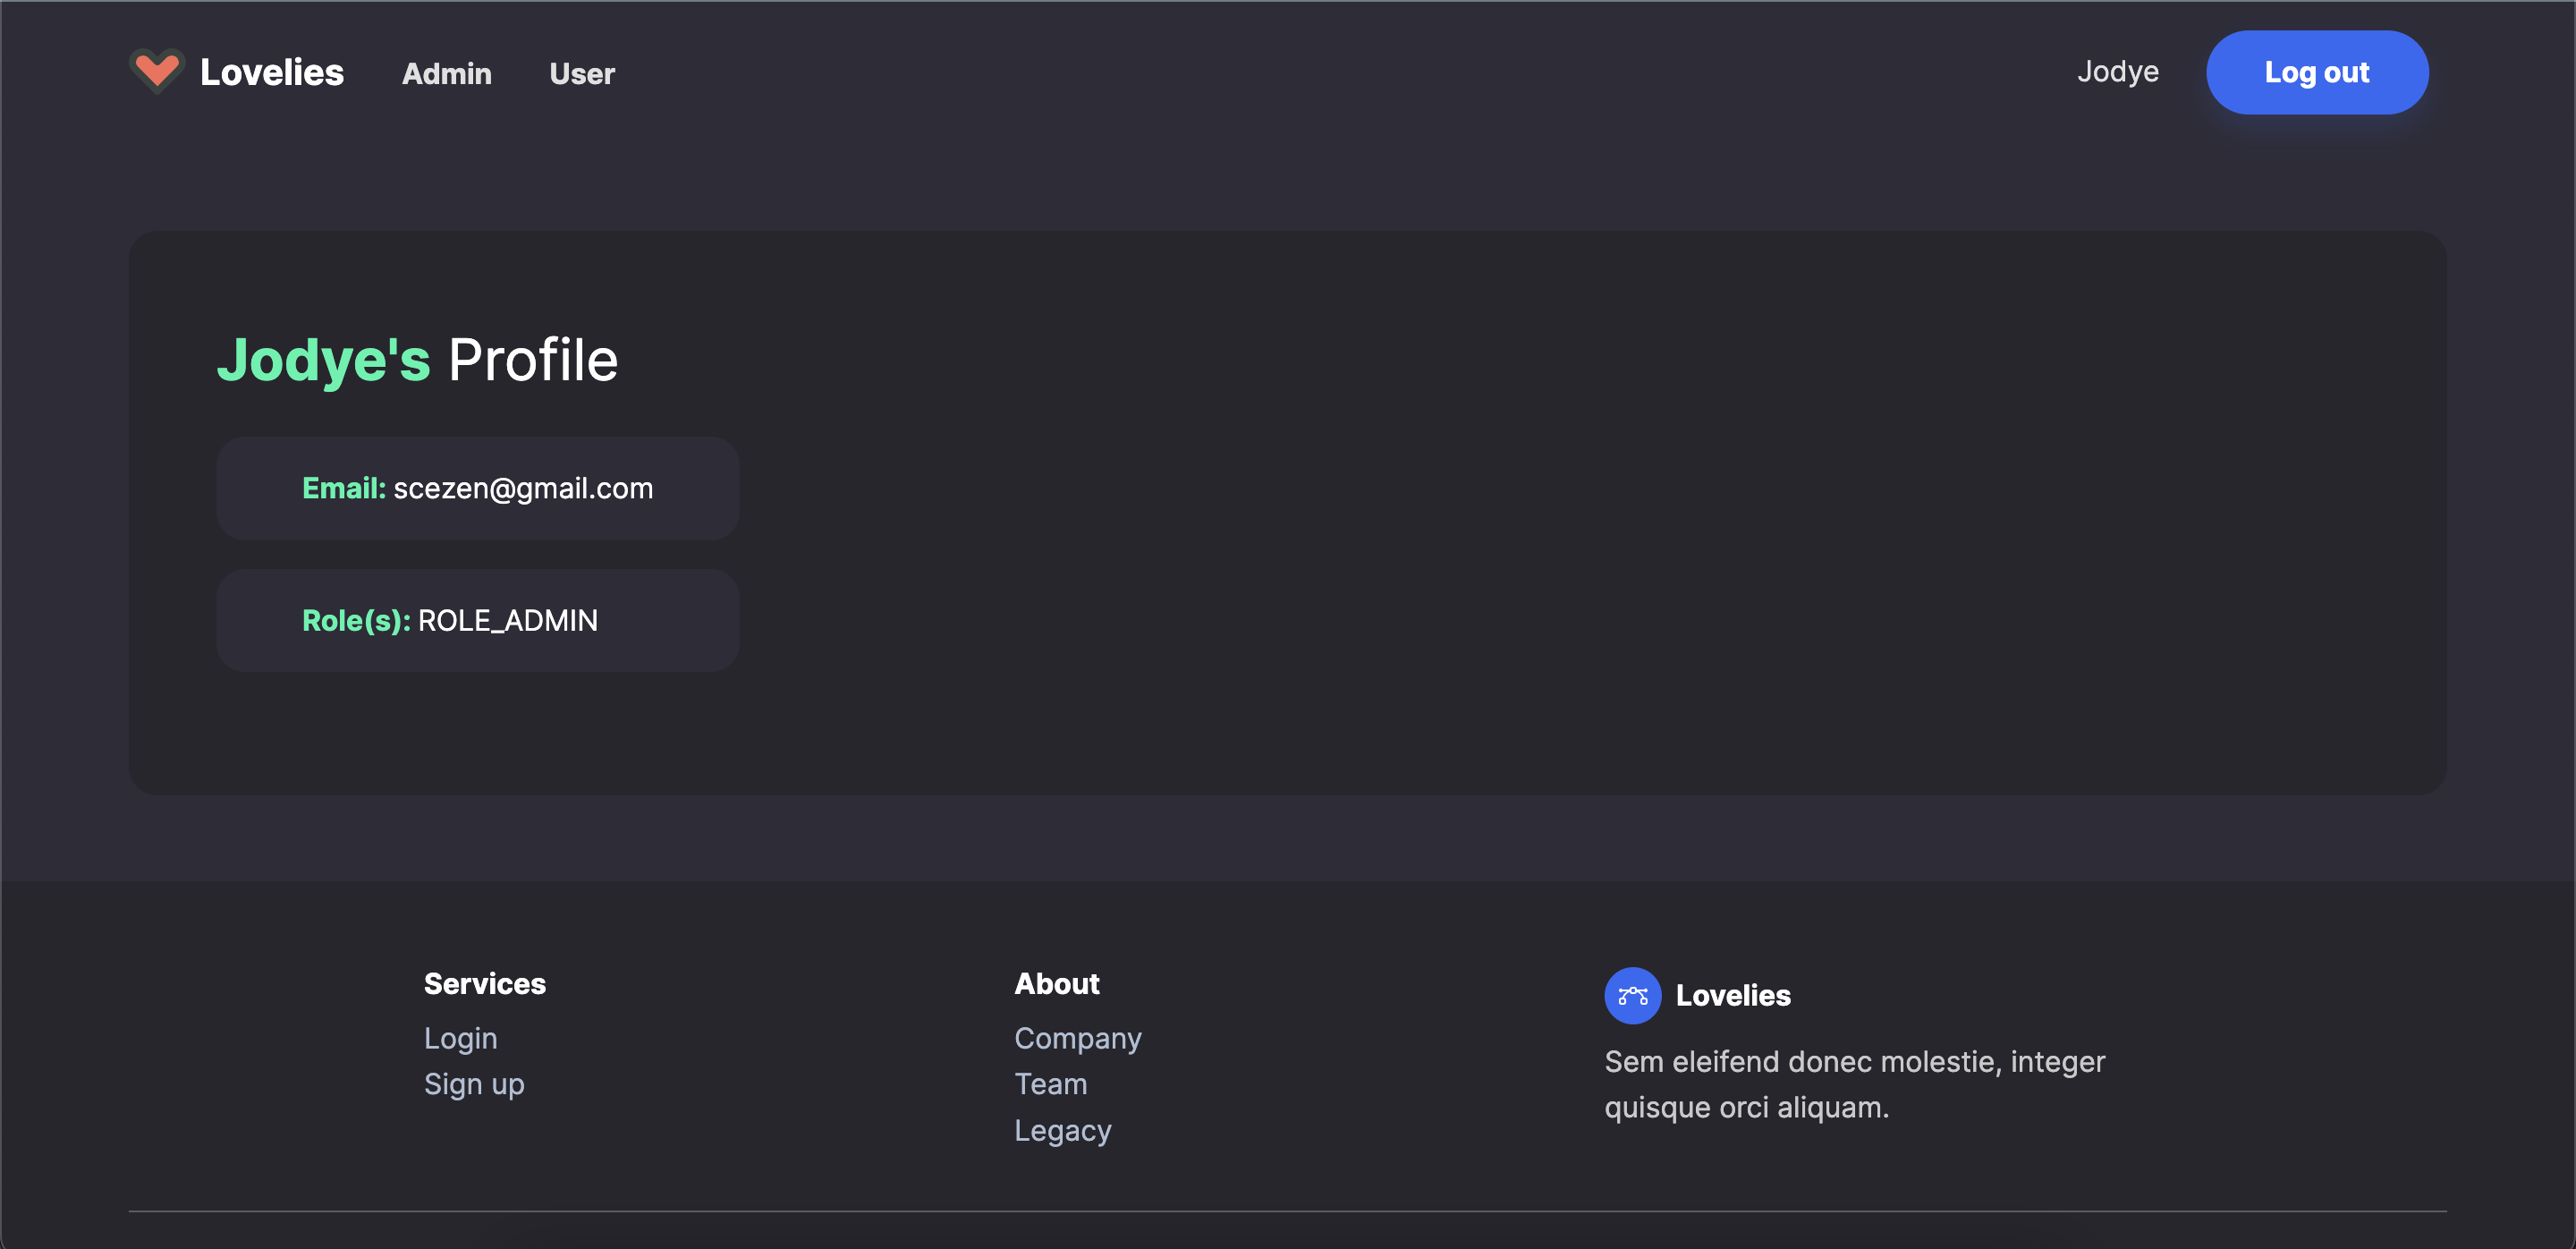 Lovelies Admin User Jodye Log out
Jodye's Profile
Email: scezen@gmail.com
Role(s): ROLE_ADMIN
Services
Login
Sign up
About
Company
Team
Legacy
Lovelies
Sem eleifend donec molestie, integer
quisque orci aliquam.